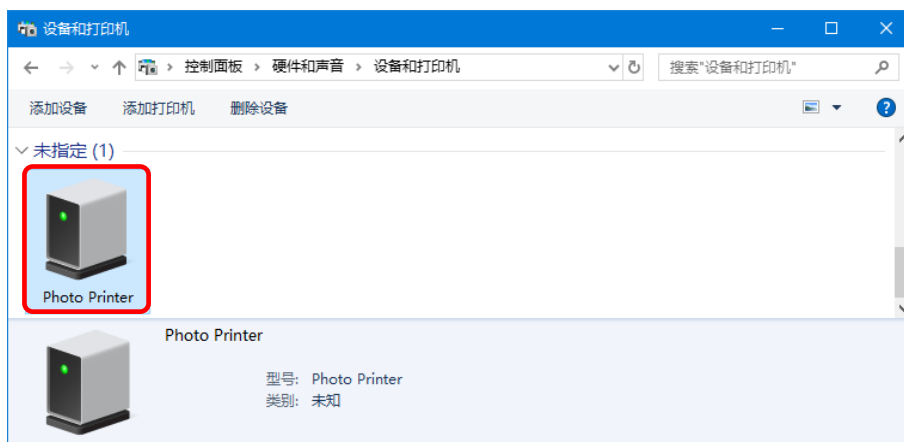 设备和打印机
控制面板 › 硬件和声音 › 设备和打印机 搜索"设备和打印机"
添加设备 添加打印机 删除设备
未指定 (1)
Photo Printer
Photo Printer
型号: Photo Printer
类别: 未知